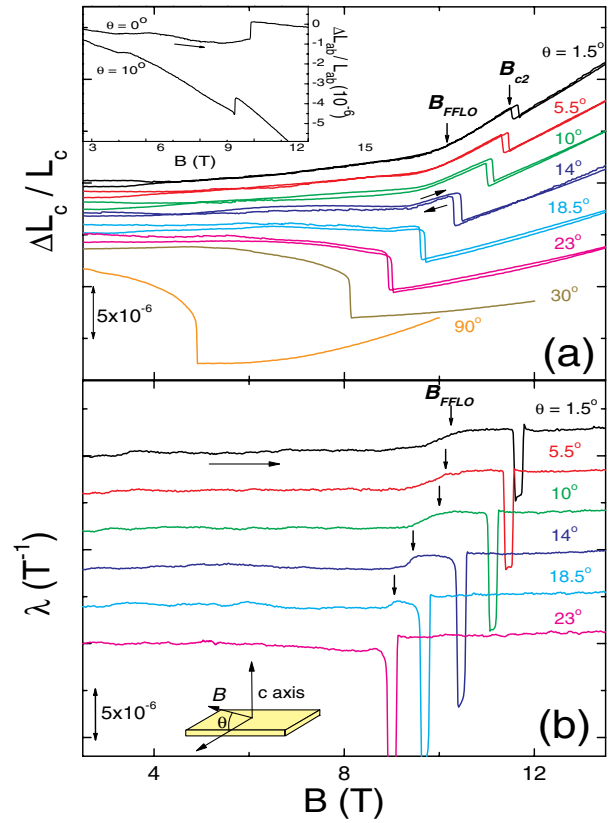 θ=0°
θ = 10°
0
-1
-2
-3
-4
-5
ΔL_ab / L_ab (10^-6)
3 6 9 12
B (T)
15
B_FFLO
B_c2
θ = 1.5°
5.5°
10°
14°
18.5°
23°
30°
90°
ΔL_c / L_c
5x10^-6
(a)
B_FFLO
θ = 1.5°
5.5°
10°
14°
18.5°
23°
λ (T^-1)
5x10^-6
B
θ
c axis
(b)
4 8 12
B (T)